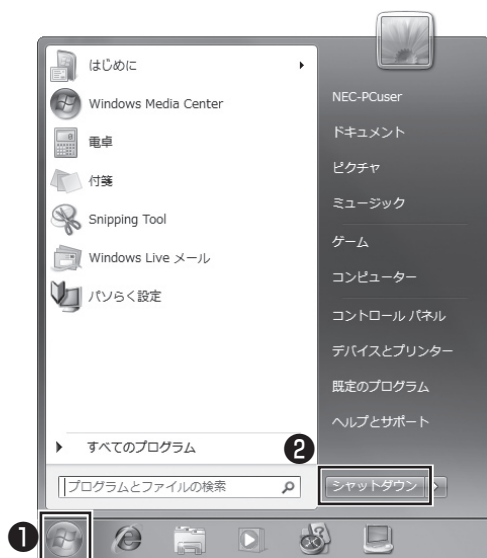 はじめに
Windows Media Center
電卓
付箋
Snipping Tool
Windows Live メール
パソらく設定
すべてのプログラム
プログラムとファイルの検索
NEC-PCuser
ドキュメント
ピクチャ
ミュージック
ゲーム
コンピューター
コントロール パネル
デバイスとプリンター
既定のプログラム
ヘルプとサポート
❷
シャットダウン
❶